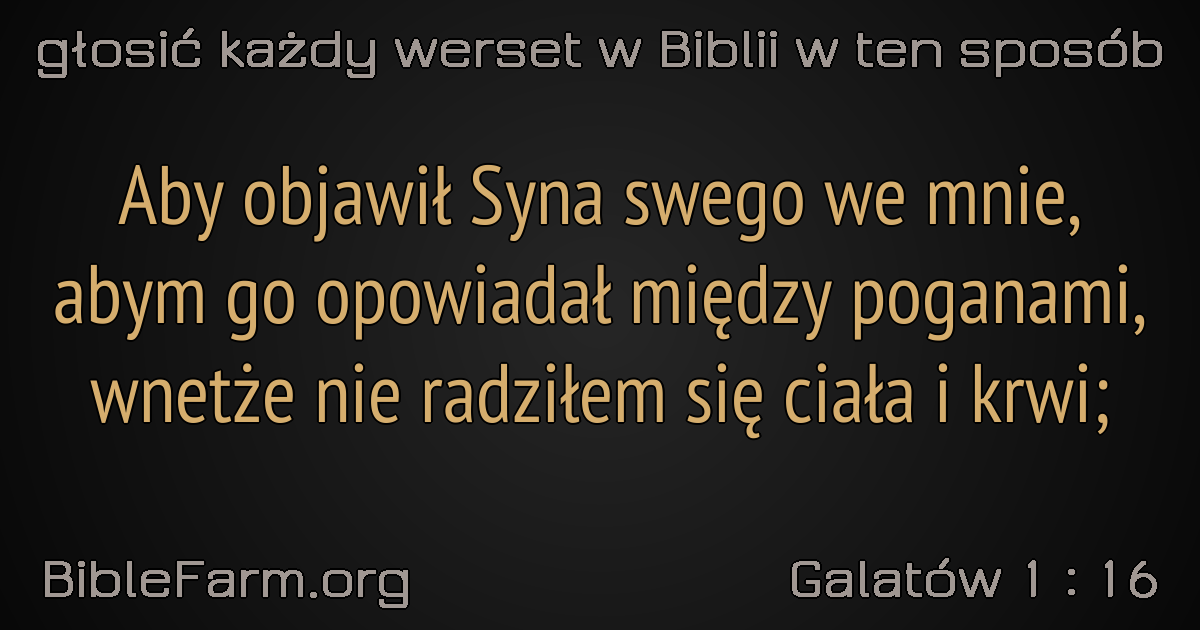 głosić każdy werset w Biblii w ten sposób
Aby objawił Syna swego we mnie,
abym go opowiadał między poganami,
wnetże nie radziłem się ciała i krwi;
BibleFarm.org
Galatów 1 : 16